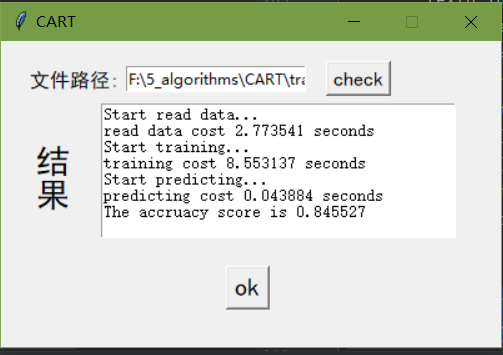 CART
文件路径: F:\5_algorithms\CART\tra check
Start read data...
read data cost 2.773541 seconds
Start training...
training cost 8.553137 seconds
Start predicting...
predicting cost 0.043884 seconds
The accruacy score is 0.845527
结
果
ok